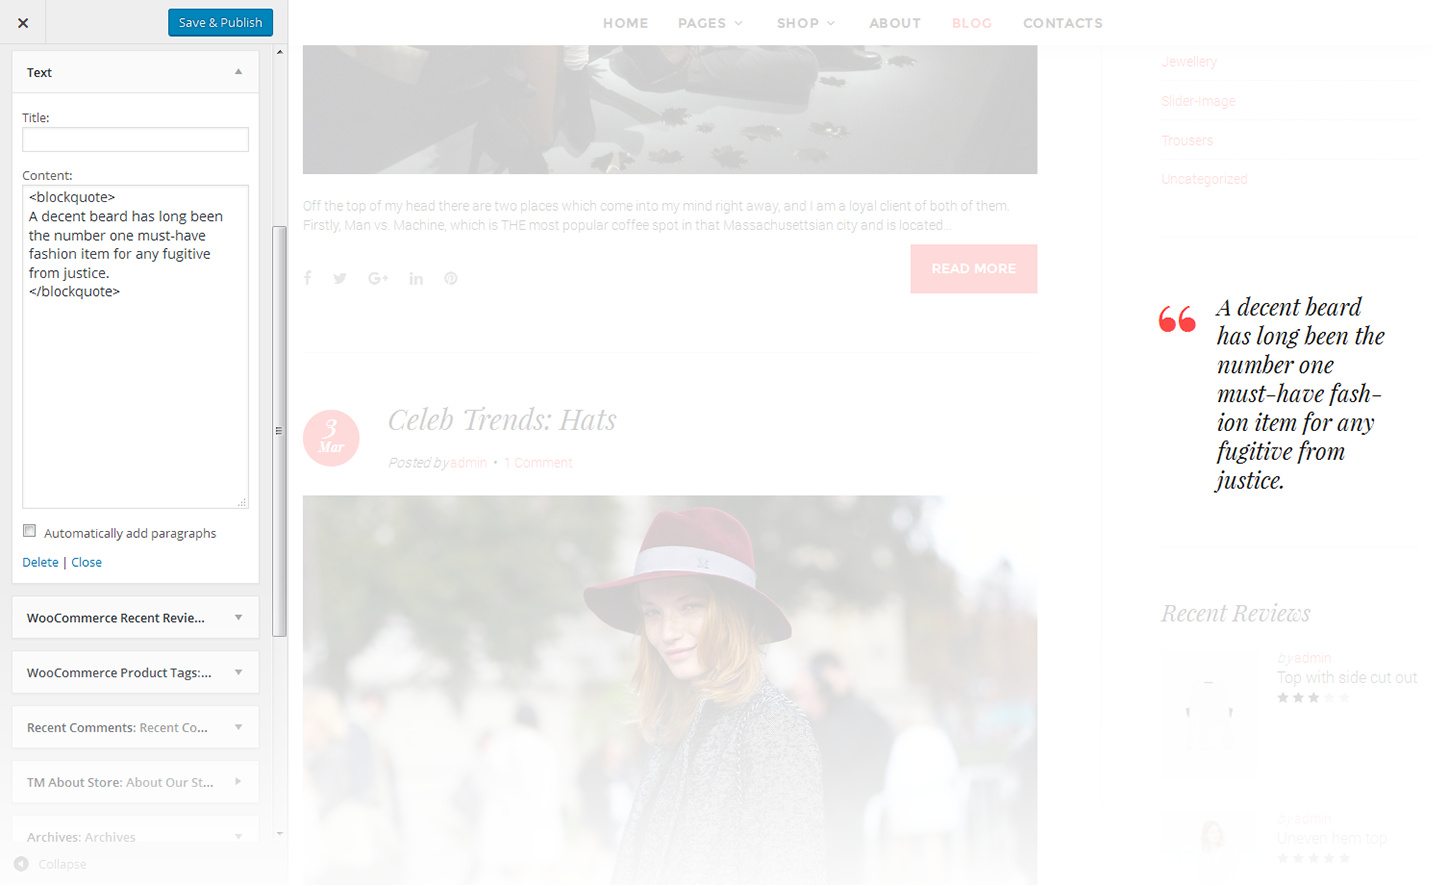 Save & Publish
Text
Title:
Content:
<blockquote>
A decent beard has long been
the number one must-have
fashion item for any fugitive
from justice.
</blockquote>
Automatically add paragraphs
Delete | Close
WooCommerce Recent Revie...
WooCommerce Product Tags:...
Recent Comments: Recent Co...
TM About Store: About Our St...
Archives: Archives
Collapse
HOME PAGES SHOP ABOUT BLOG CONTACTS
Off the top of my head there are two places which come into my mind right away, and I am a loyal client of both of them.
Firstly, Man vs. Machine, which is THE most popular coffee spot in that Massachusettsian city and is located...
READ MORE
3
Mar
Celeb Trends: Hats
Posted by admin • 1 Comment
Jewellery
Slider-Image
Trousers
Uncategorized
A decent beard
has long been the
number one
must-have fash-
ion item for any
fugitive from
justice.
Recent Reviews
by admin
Top with side cut out
by admin
Uneven hem top